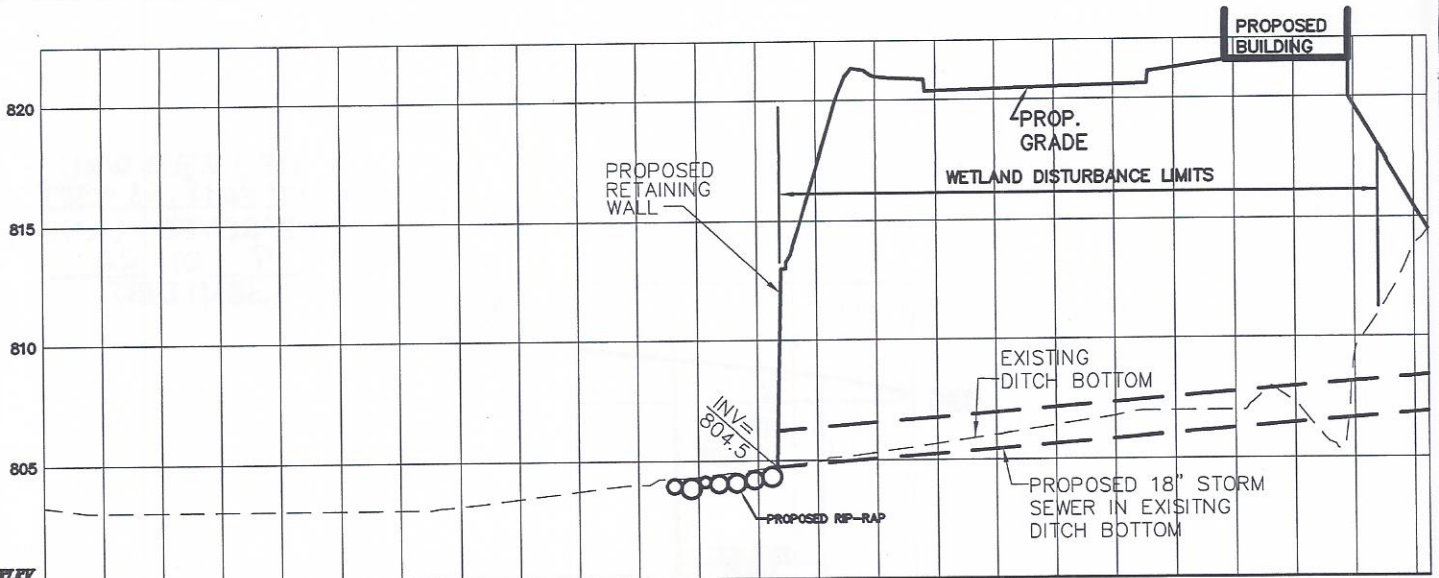 PROPOSED
BUILDING
820
PROP.
GRADE
PROPOSED
RETAINING
WALL
WETLAND DISTURBANCE LIMITS
815
810
EXISTING
DITCH BOTTOM
INV=
804.5
805
PROPOSED 18" STORM
SEWER IN EXISITNG
DITCH BOTTOM
PROPOSED RIP-RAP
ELEV